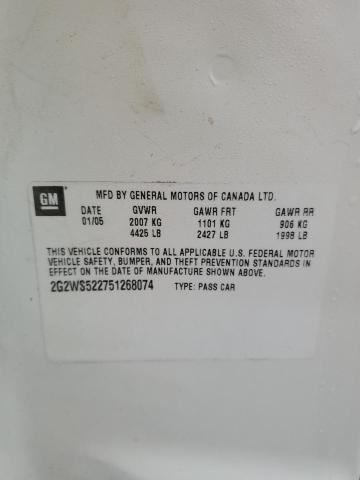 GM
MFD BY GENERAL MOTORS OF CANADA LTD.
DATE GVWR GAWR FRT GAWR RR
01/05 2007 KG 1101 KG 906 KG
4425 LB 2427 LB 1998 LB
THIS VEHICLE CONFORMS TO ALL APPLICABLE U.S. FEDERAL MOTOR
VEHICLE SAFETY, BUMPER, AND THEFT PREVENTION STANDARDS IN
EFFECT ON THE DATE OF MANUFACTURE SHOWN ABOVE.
2G2WS522751268074 TYPE: PASS CAR